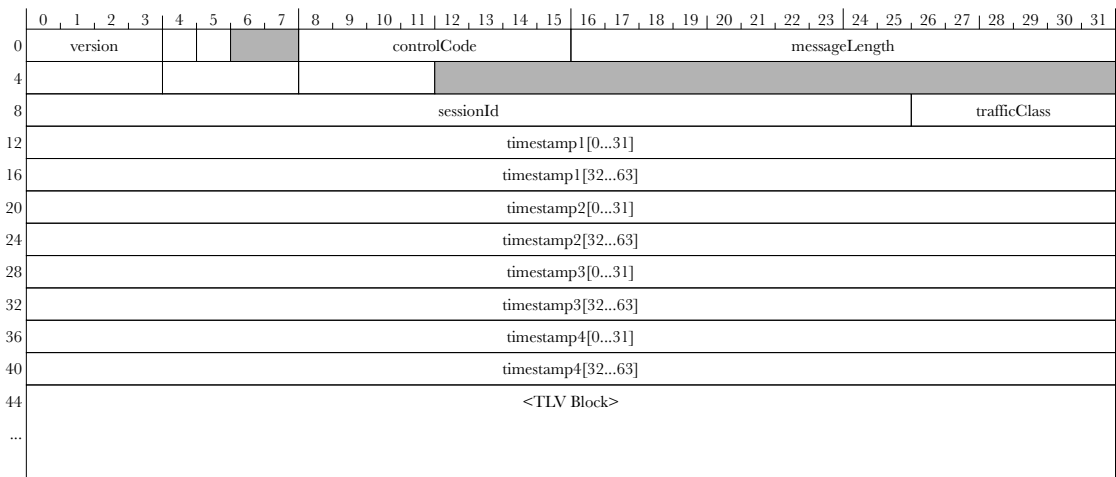 0 1 2 3 4 5 6 7 8 9 10 11 12 13 14 15 16 17 18 19 20 21 22 23 24 25 26 27 28 29 30 31
0 version controlCode messageLength
4
8 sessionId trafficClass
12 timestamp1[0...31]
16 timestamp1[32...63]
20 timestamp2[0...31]
24 timestamp2[32...63]
28 timestamp3[0...31]
32 timestamp3[32...63]
36 timestamp4[0...31]
40 timestamp4[32...63]
44 <TLV Block>
...